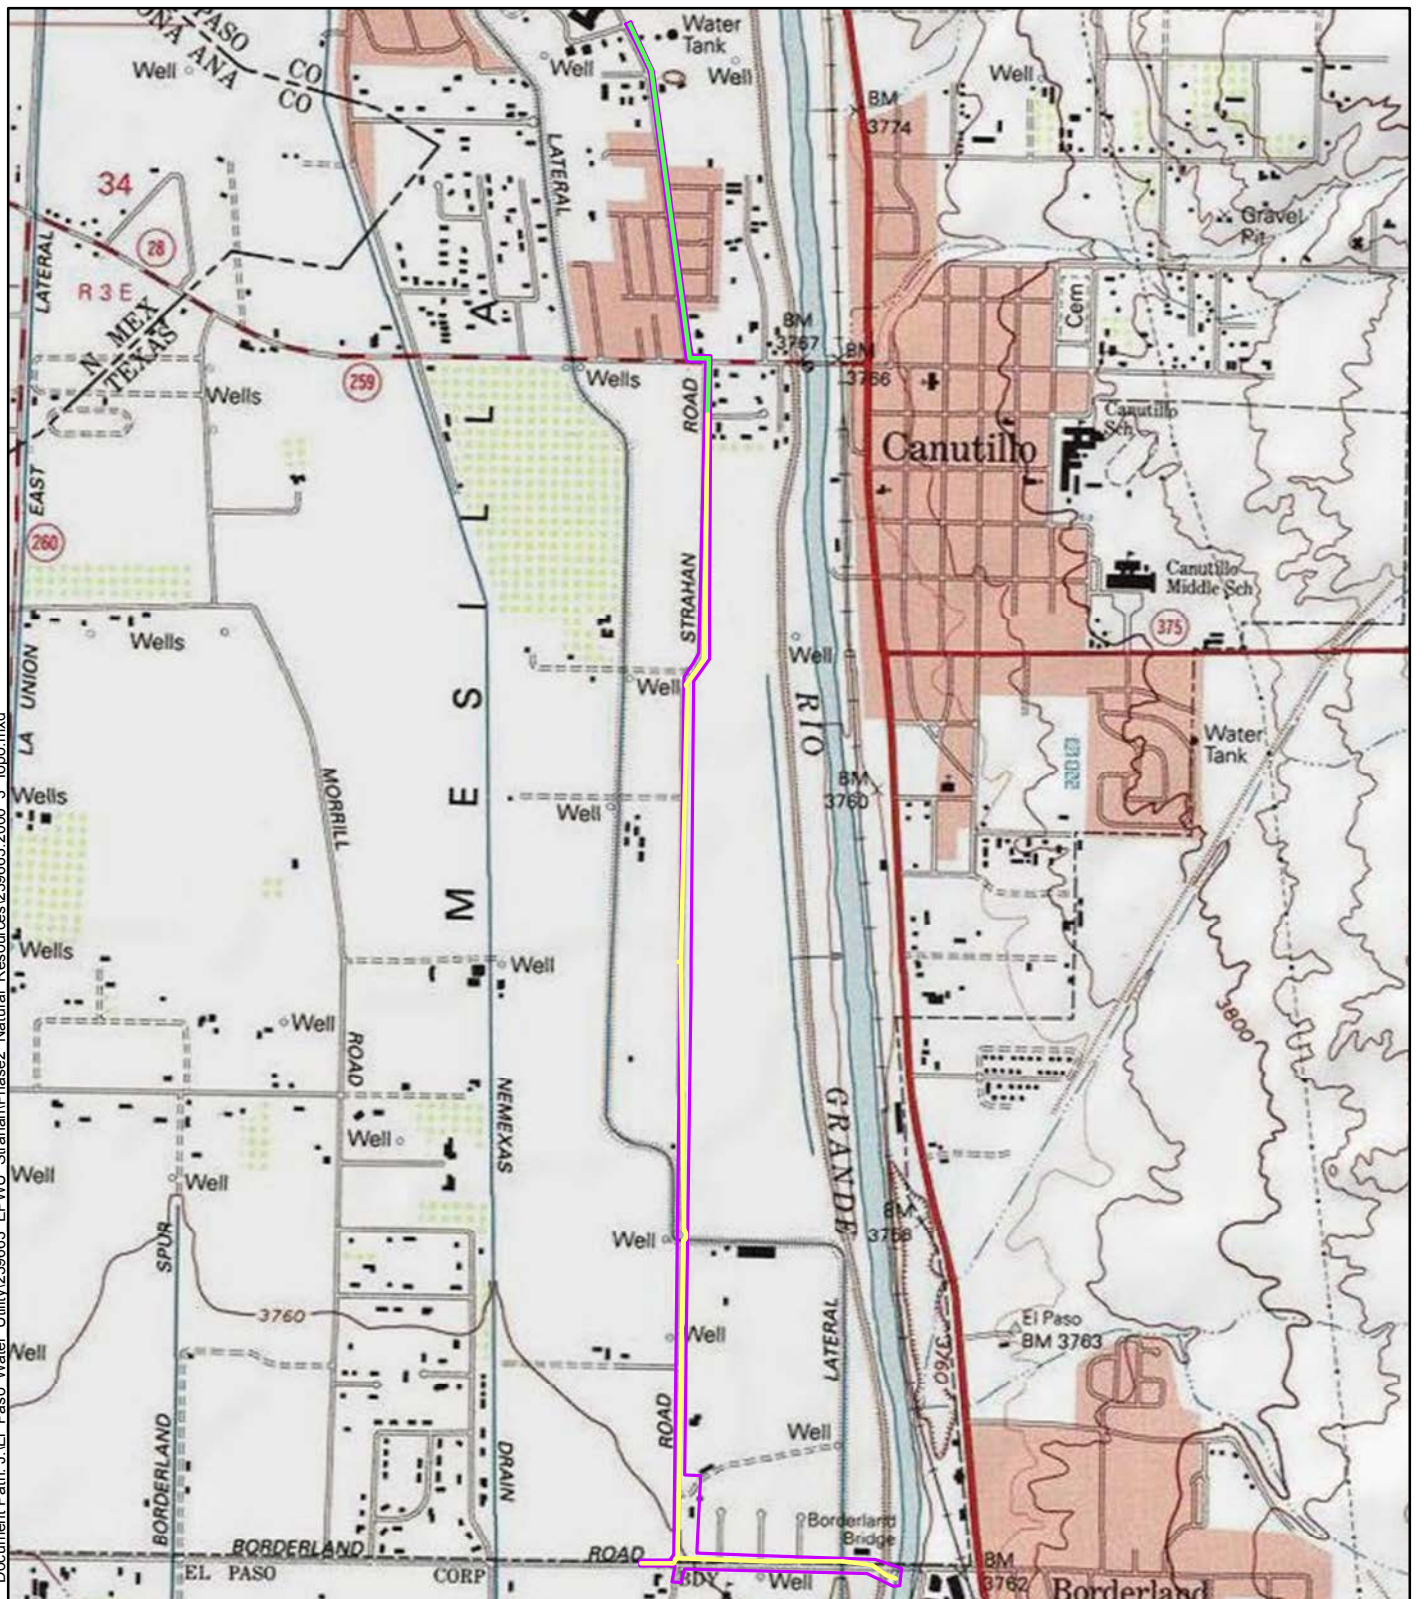 PASO
ONA ANA
CO
CO
Well
Well
Water
Tank
Well
Well
BM
3774
LATERAL
34
28
LATERAL
R 3 E
N MEX
TEXAS
Gravel
Pit
Cem
BM
3767
BM
3766
259
Wells
Wells
ROAD
Canutillo
Canutillo
Sch
EAST
260
STRAHAN
Canutillo
Middle Sch
375
Wells
LA UNION
Well
Well
RIO
Water
Tank
MESILLA
MORRILL
Wells
Well
BM
3760
Wells
Well
Well
ROAD
3800
NEMEXAS
GRANDE
Well
Well
Well
SPUR
Well
BM
3758
3760
Well
Well
LATERAL
El Paso
BM 3763
3760
ROAD
Well
BORDERLAND
DRAIN
Borderland
Bridge
BORDERLAND
ROAD
EL PASO
CORP
BDY
Well
BM
3762
Borderland